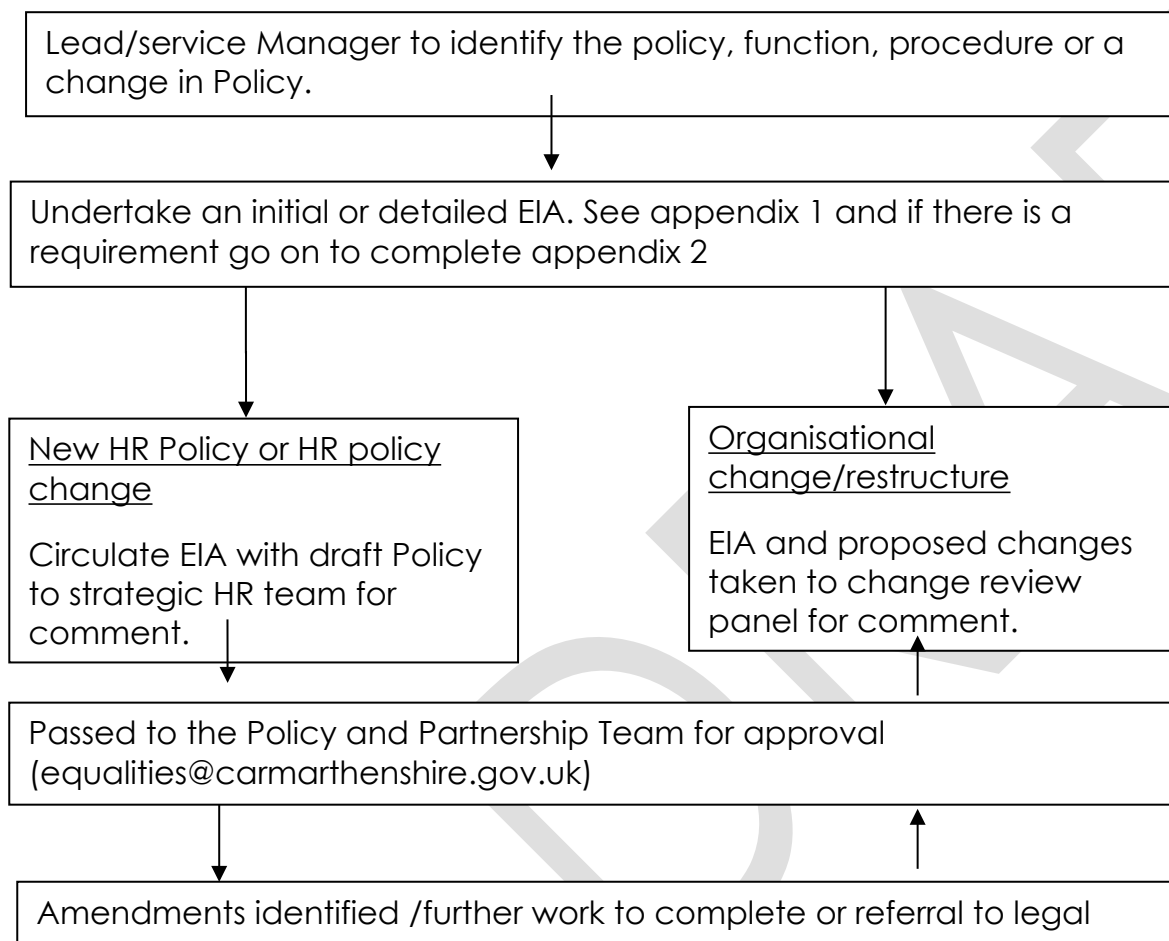 Lead/service Manager to identify the policy, function, procedure or a
change in Policy.
Undertake an initial or detailed EIA. See appendix 1 and if there is a
requirement go on to complete appendix 2
New HR Policy or HR policy
change
Circulate EIA with draft Policy
to strategic HR team for
comment.
Organisational
change/restructure
EIA and proposed changes
taken to change review
panel for comment.
Passed to the Policy and Partnership Team for approval
(equalities@carmarthenshire.gov.uk)
Amendments identified /further work to complete or referral to legal